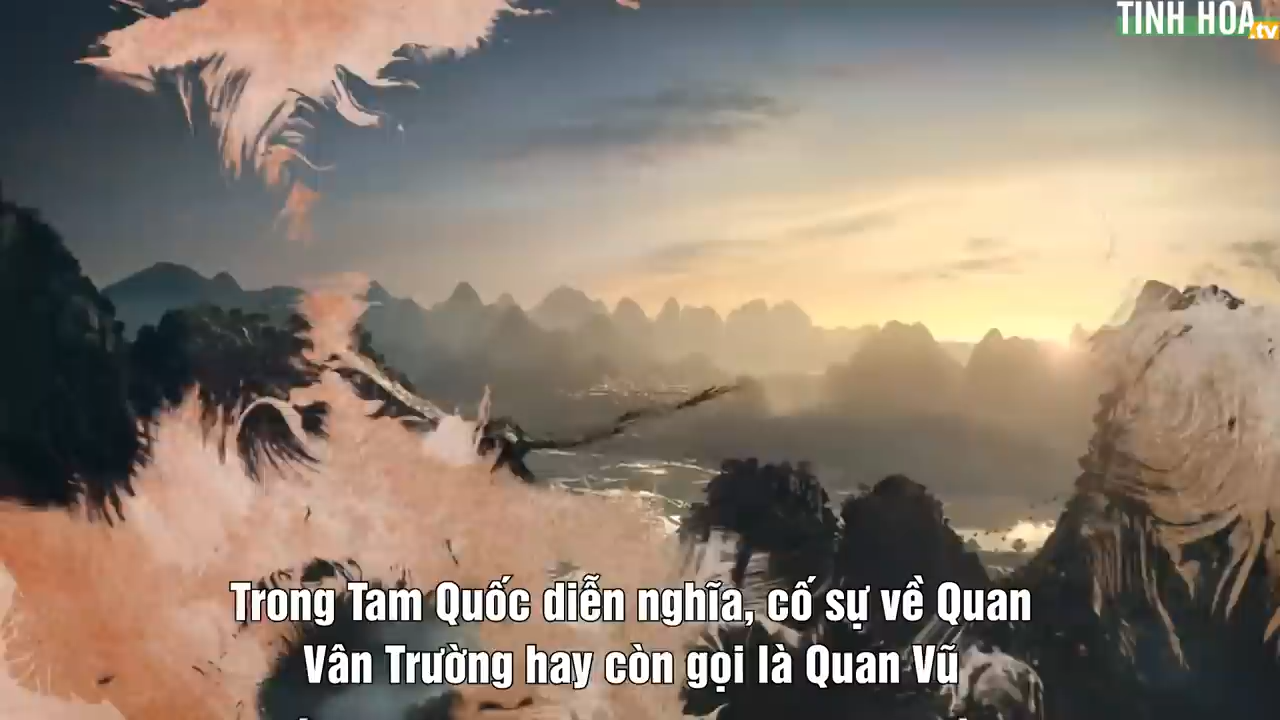 TINH HOA
.tv
Trong Tam Quốc diễn nghĩa, cố sự về Quan
Vân Trường hay còn gọi là Quan Vũ